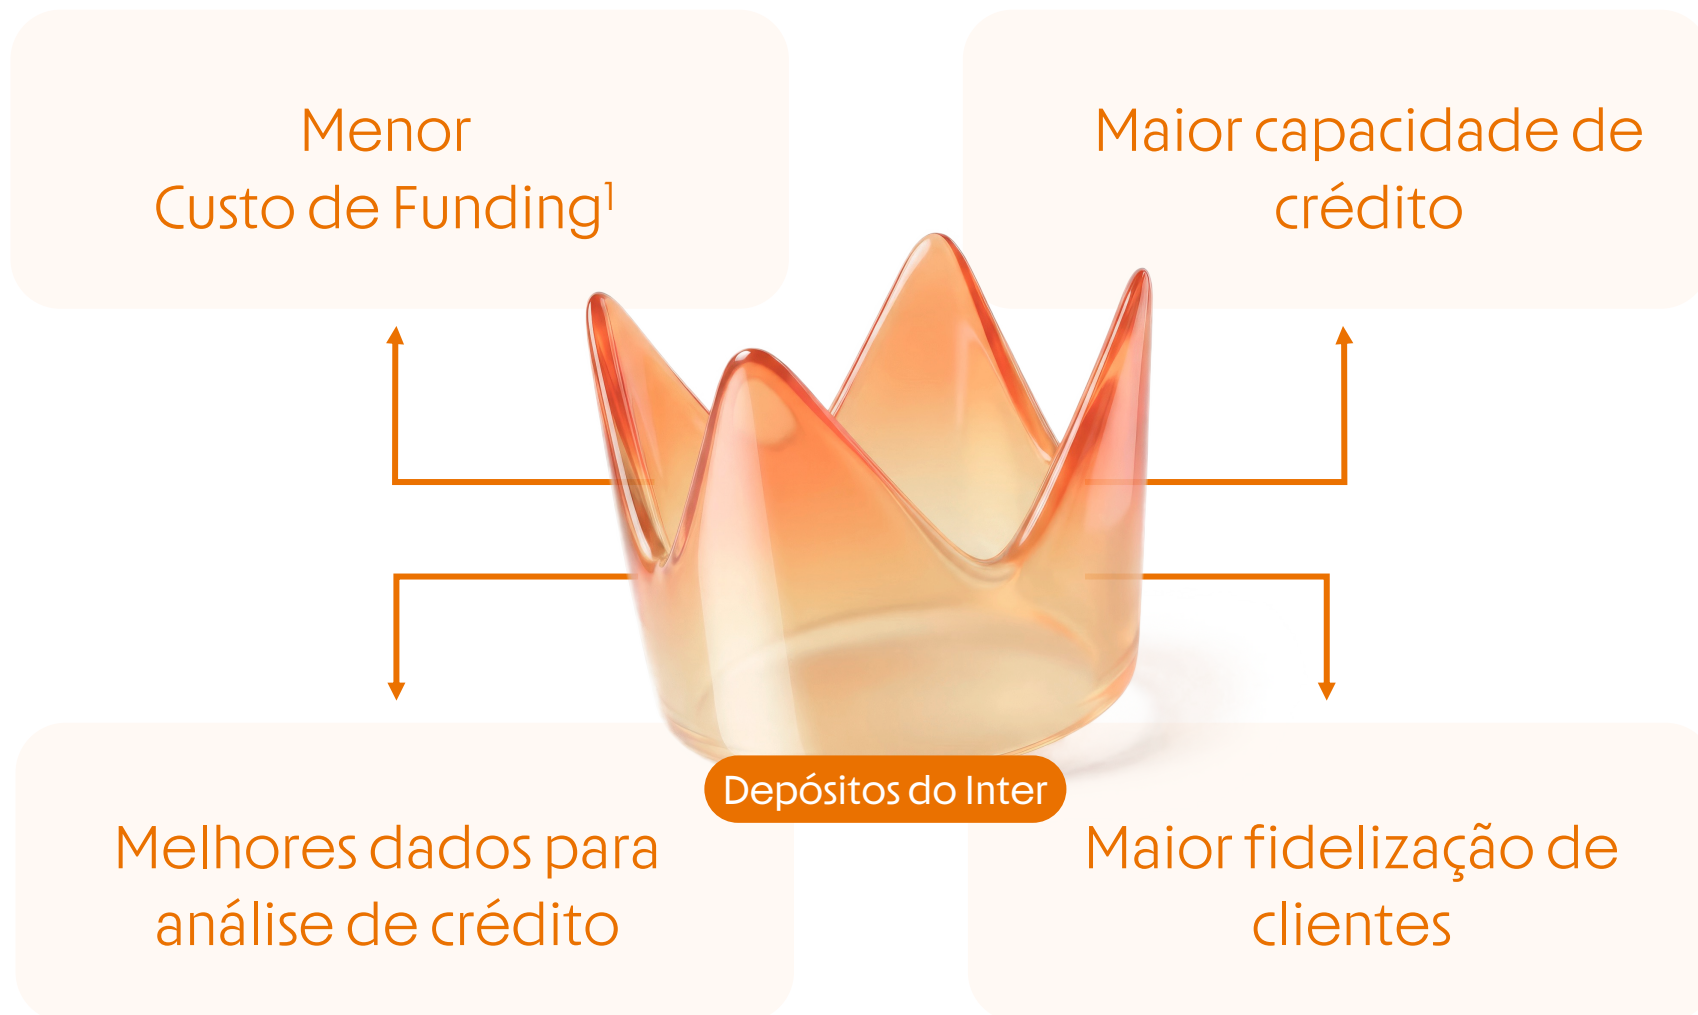 Menor
Custo de Funding¹
Maior capacidade de
crédito
Depósitos do Inter
Melhores dados para
análise de crédito
Maior fidelização de
clientes